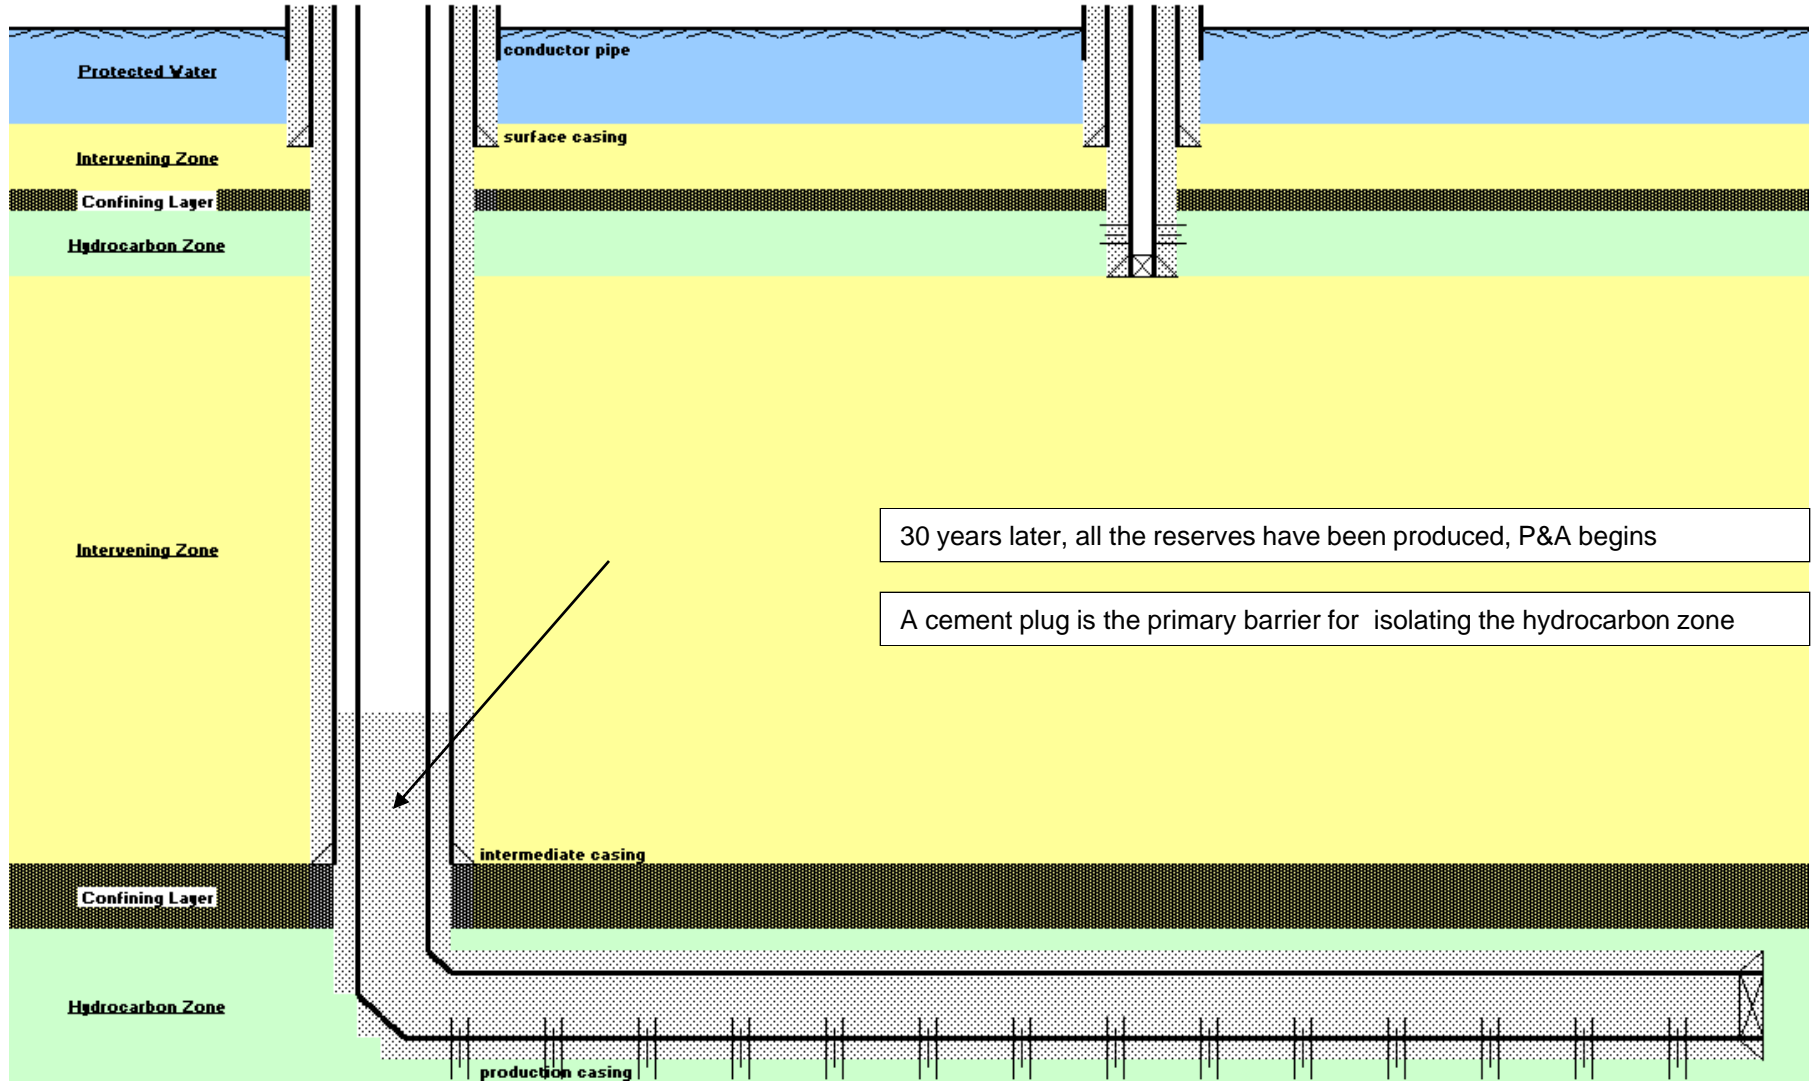 conductor pipe
Protected Water
surface casing
Intervening Zone
Confining Layer
Hydrocarbon Zone
30 years later, all the reserves have been produced, P&A begins
Intervening Zone
A cement plug is the primary barrier for isolating the hydrocarbon zone
intermediate casing
Confining Layer
Hydrocarbon Zone
production casing